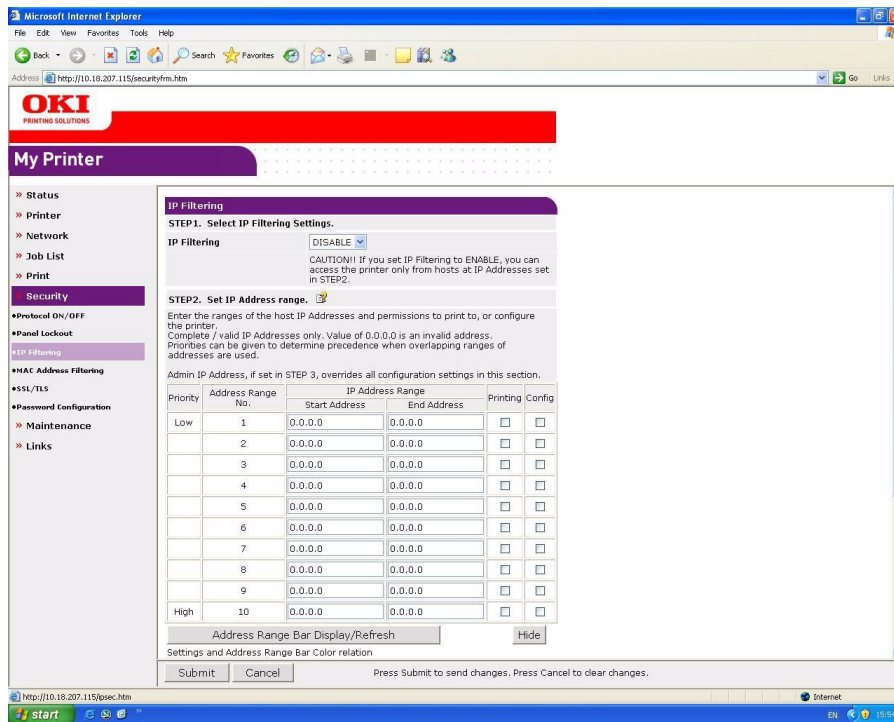 Microsoft Internet Explorer
File Edit View Favorites Tools Help
Back Search Favorites
Address http://10.18.207.115/securityfrm.htm Go Links
OKI
PRINTING SOLUTIONS
My Printer
Status
Printer
Network
Job List
Print
Security
Protocol ON/OFF
Panel Lockout
IP Filtering
MAC Address Filtering
SSL/TLS
Password Configuration
Maintenance
Links
IP Filtering
STEP1. Select IP Filtering Settings.
IP Filtering DISABLE
CAUTION!! If you set IP Filtering to ENABLE, you can
access the printer only from hosts at IP Addresses set
in STEP2.
STEP2. Set IP Address range.
Enter the ranges of the host IP Addresses and permissions to print to, or configure
the printer.
Complete / valid IP Addresses only. Value of 0.0.0.0 is an invalid address.
Priorities can be given to determine precedence when overlapping ranges of
addresses are used.
Admin IP Address, if set in STEP 3, overrides all configuration settings in this section.
Priority Address Range No. IP Address Range Printing Config
Start Address End Address
Low 1 0.0.0.0 0.0.0.0
2 0.0.0.0 0.0.0.0
3 0.0.0.0 0.0.0.0
4 0.0.0.0 0.0.0.0
5 0.0.0.0 0.0.0.0
6 0.0.0.0 0.0.0.0
7 0.0.0.0 0.0.0.0
8 0.0.0.0 0.0.0.0
9 0.0.0.0 0.0.0.0
High 10 0.0.0.0 0.0.0.0
Address Range Bar Display/Refresh Hide
Settings and Address Range Bar Color relation
Submit Cancel Press Submit to send changes. Press Cancel to clear changes.
http://10.18.207.115/ipsec.htm Internet
start EN